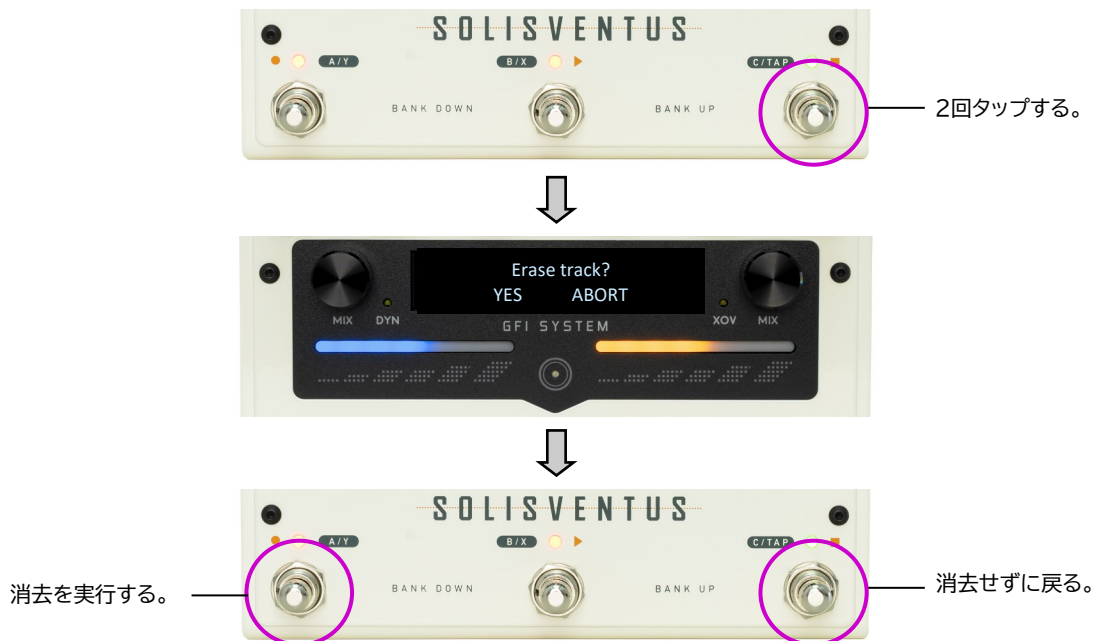 SOLISVENTUS
A/Y B/X C/TAP
BANK DOWN BANK UP
2回タップする。
Erase track?
YES ABORT
MIX DYN XOV MIX
GFI SYSTEM
SOLISVENTUS
A/Y B/X C/TAP
BANK DOWN BANK UP
消去を実行する。
消去せずに戻る。